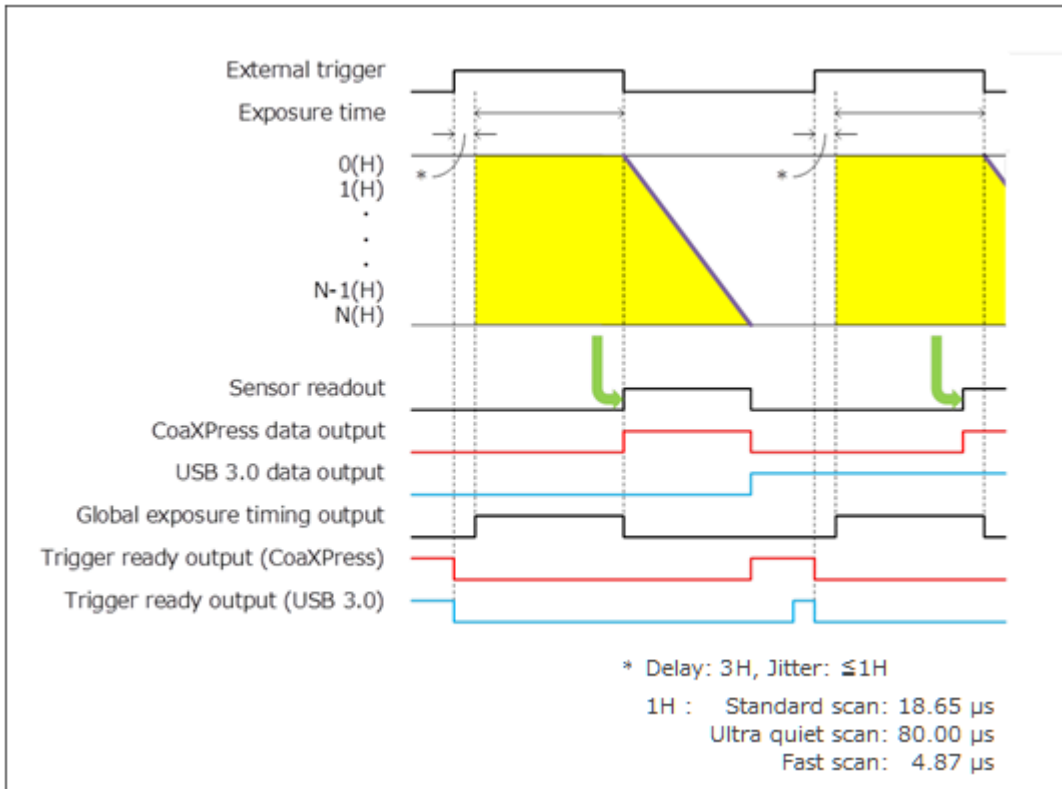 External trigger
Exposure time
*
*
0(H)
1(H)
.
.
.
N-1(H)
N(H)
Sensor readout
CoaXPress data output
USB 3.0 data output
Global exposure timing output
Trigger ready output (CoaXPress)
Trigger ready output (USB 3.0)
* Delay: 3H, Jitter: ≦1H
1H : Standard scan: 18.65 μs
Ultra quiet scan: 80.00 μs
Fast scan: 4.87 μs